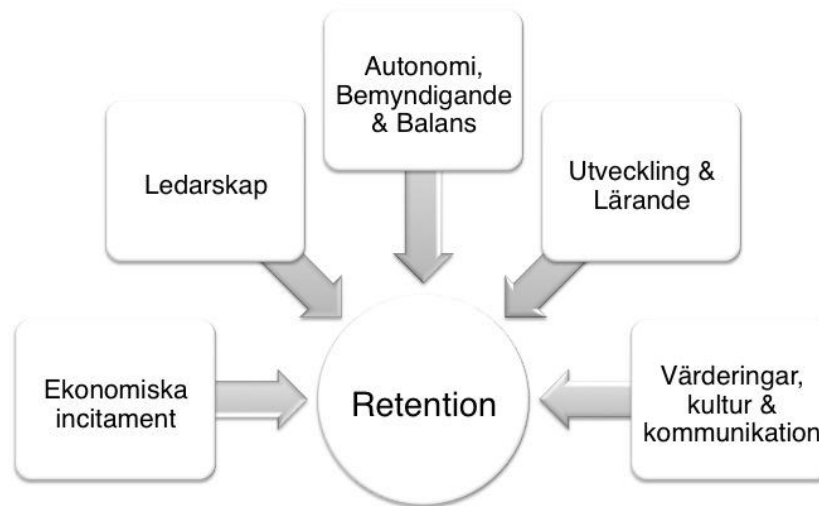 Autonomi,
Bemyndigande
& Balans
Ledarskap
Utveckling &
Lärande
Ekonomiska
incitament
Retention
Värderingar,
kultur &
kommunikation